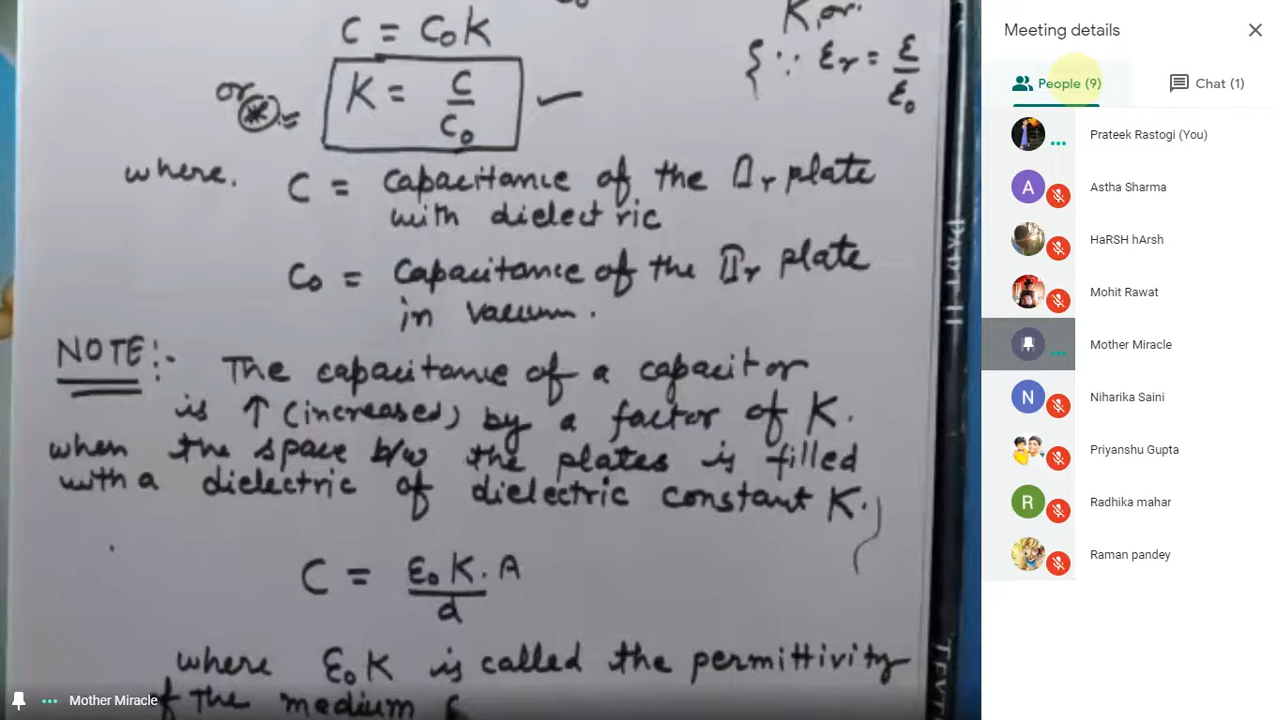 C = C₀K
K, or
{ ∵ εr = ε/ε₀
or
K = C/C₀
where, C = capacitance of the IIr plate
with dielectric
C₀ = Capacitance of the IIr plate
in vacuum.
NOTE:- The capacitance of a capacitor
is ↑ (increased) by a factor of K.
when the space b/w the plates is filled
with a dielectric of dielectric constant K.
C = ε₀K.A/d
where ε₀K is called the permittivity
of the medium
Mother Miracle
PART II
Meeting details
People (9)
Chat (1)
Prateek Rastogi (You)
A
Astha Sharma
HaRSH hArsh
Mohit Rawat
Mother Miracle
N
Niharika Saini
Priyanshu Gupta
R
Radhika mahar
Raman pandey